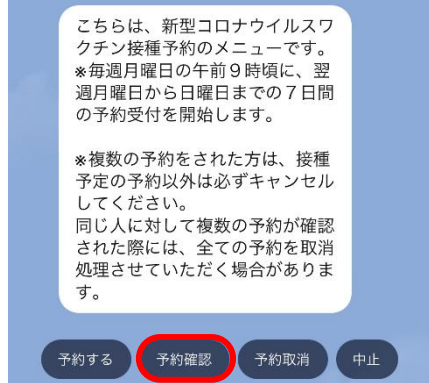 こちらは、新型コロナウイルスワ
クチン接種予約のメニューです。
※毎週月曜日の午前9時頃に、翌
週月曜日から日曜日までの7日間
の予約受付を開始します。
※複数の予約をされた方は、接種
予定の予約以外は必ずキャンセル
してください。
同じ人に対して複数の予約が確認
された際には、全ての予約を取消
処理させていただく場合がありま
す。
予約する 予約確認 予約取消 中止